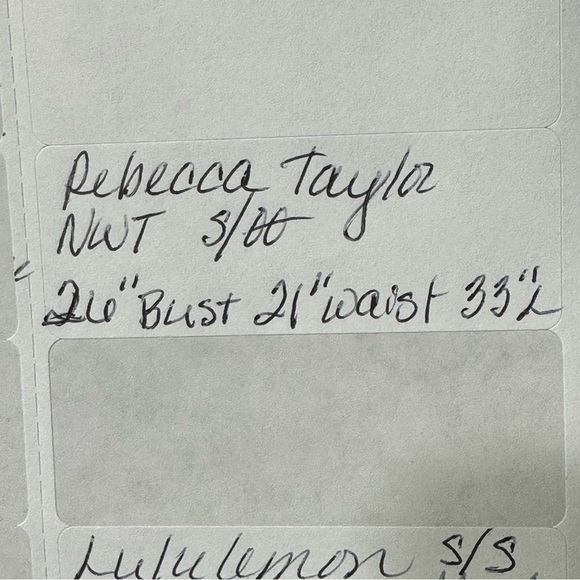 Rebecca Taylor
NWT S/00
26" Bust 21" waist 33"L
Lululemon S/S